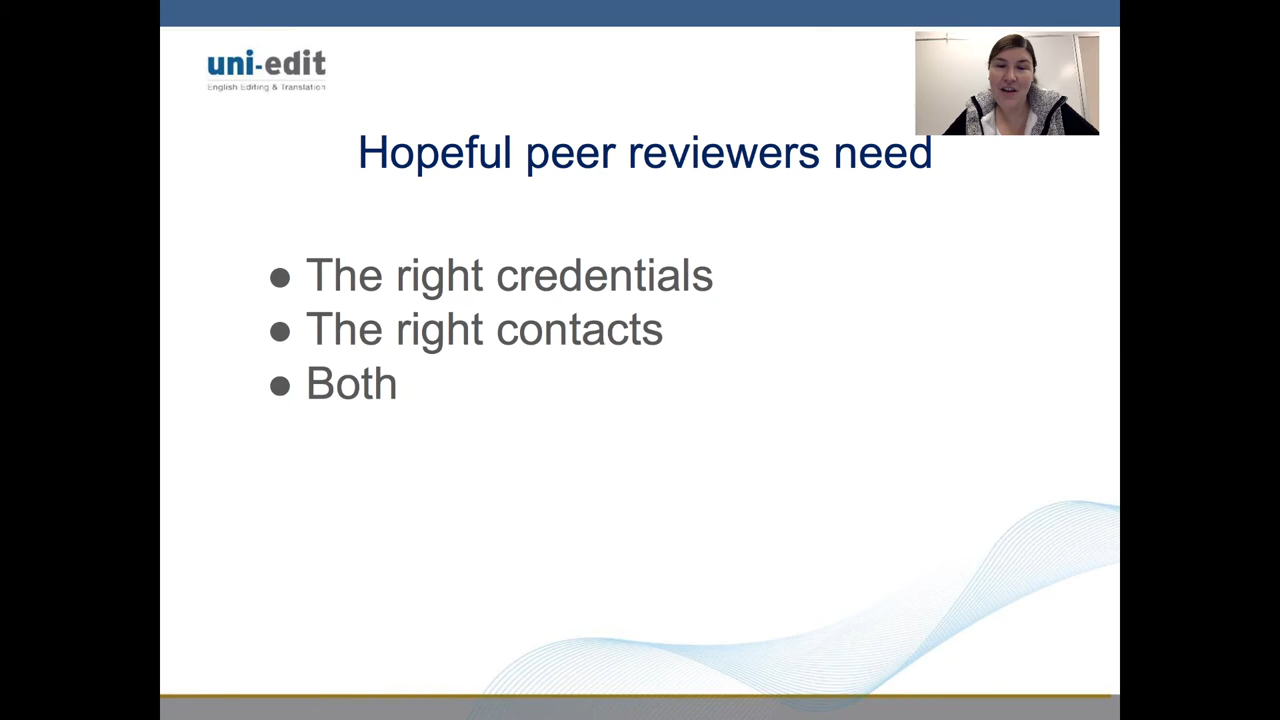 uni-edit
English Editing & Translation
Hopeful peer reviewers need
● The right credentials
● The right contacts
● Both